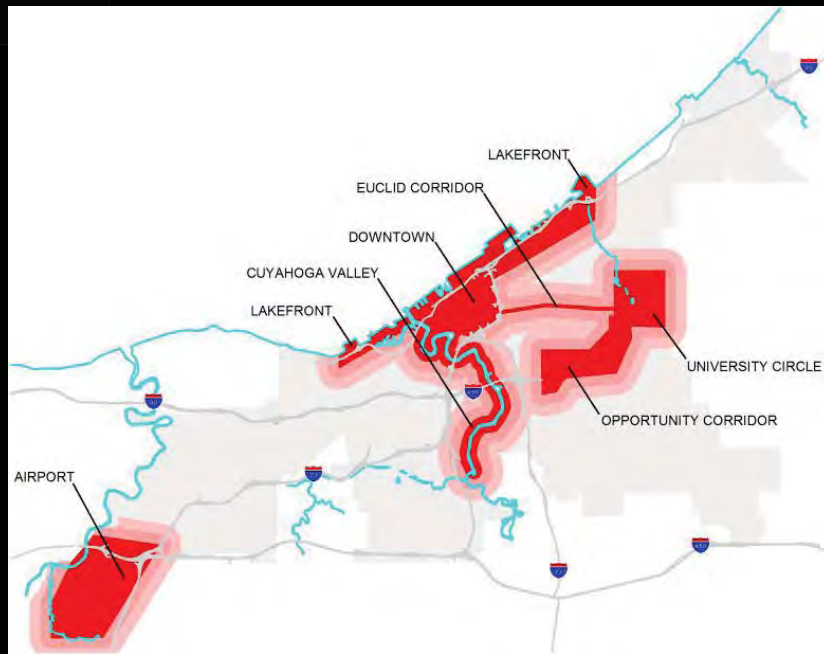 LAKEFRONT
EUCLID CORRIDOR
DOWNTOWN
CUYAHOGA VALLEY
LAKEFRONT
UNIVERSITY CIRCLE
OPPORTUNITY CORRIDOR
AIRPORT